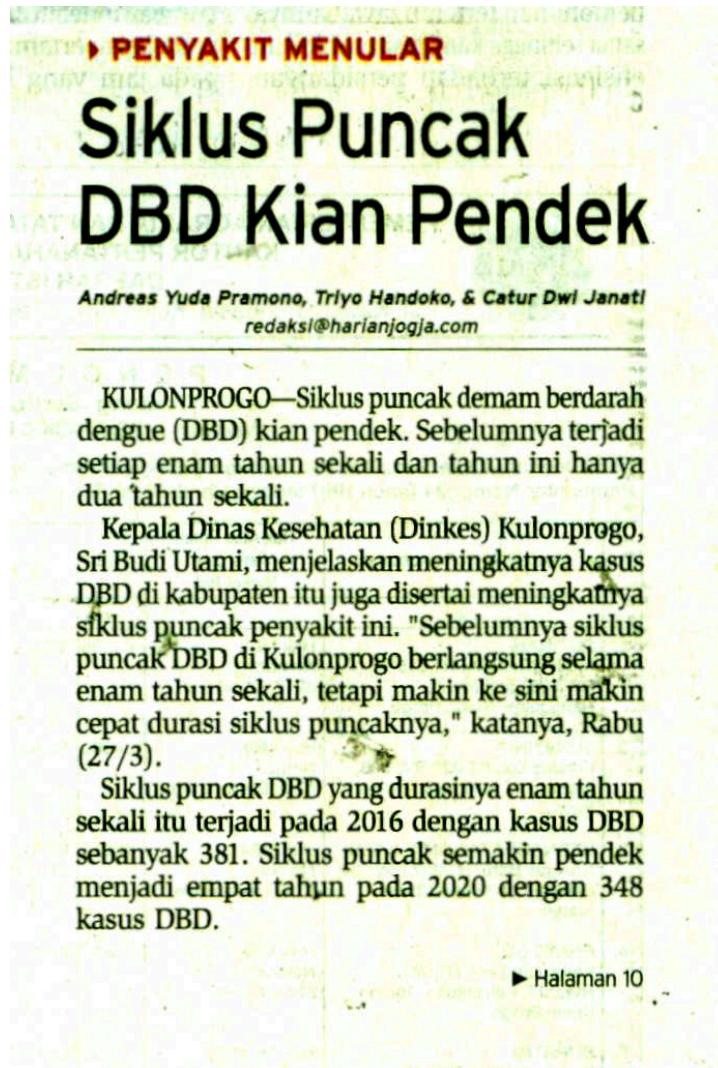 PENYAKIT MENULAR
Siklus Puncak
DBD Kian Pendek
Andreas Yuda Pramono, Triyo Handoko, & Catur Dwi Janati
redaksi@harianjogja.com
KULONPROGO—Siklus puncak demam berdarah
dengue (DBD) kian pendek. Sebelumnya terjadi
setiap enam tahun sekali dan tahun ini hanya
dua tahun sekali.
Kepala Dinas Kesehatan (Dinkes) Kulonprogo,
Sri Budi Utami, menjelaskan meningkatnya kasus
DBD di kabupaten itu juga disertai meningkatnya
siklus puncak penyakit ini. "Sebelumnya siklus
puncak DBD di Kulonprogo berlangsung selama
enam tahun sekali, tetapi makin ke sini makin
cepat durasi siklus puncaknya," katanya, Rabu
(27/3).
Siklus puncak DBD yang durasinya enam tahun
sekali itu terjadi pada 2016 dengan kasus DBD
sebanyak 381. Siklus puncak semakin pendek
menjadi empat tahun pada 2020 dengan 348
kasus DBD.
► Halaman 10